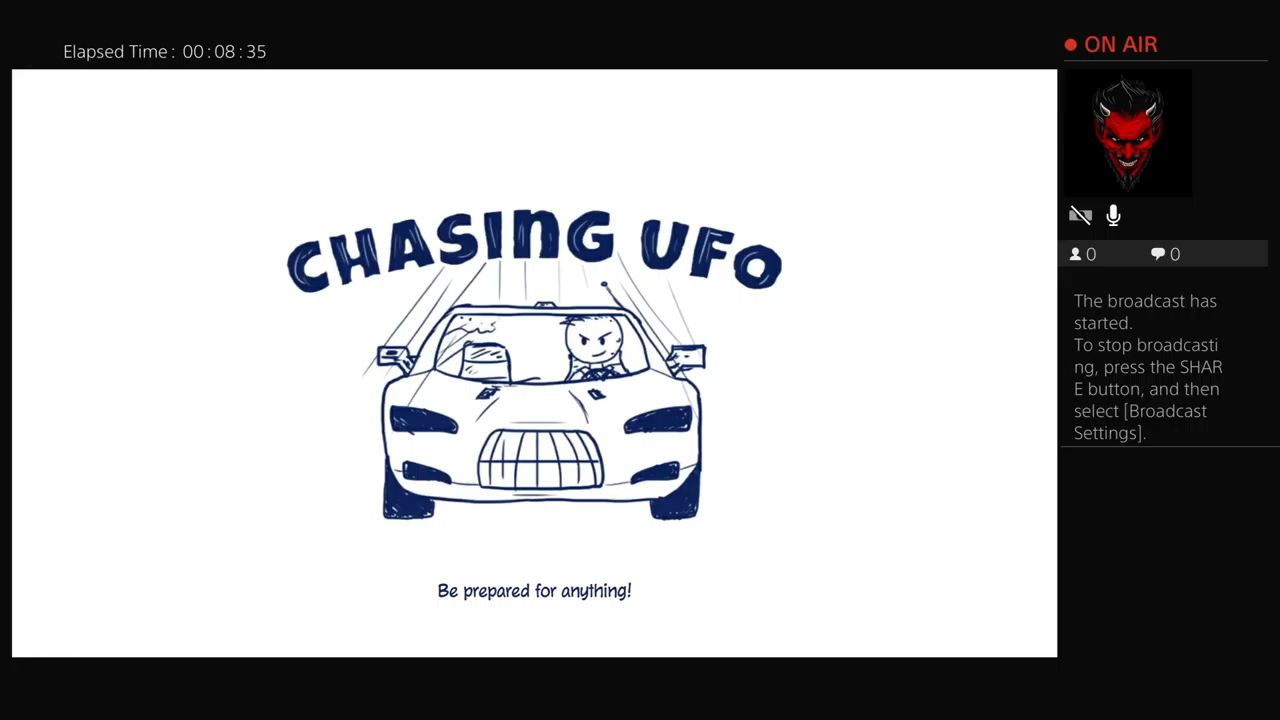 Elapsed Time: 00:08:35
ON AIR
0 0
The broadcast has
started.
To stop broadcasti
ng, press the SHAR
E button, and then
select [Broadcast
Settings].
CHASING UFO
Be prepared for anything!